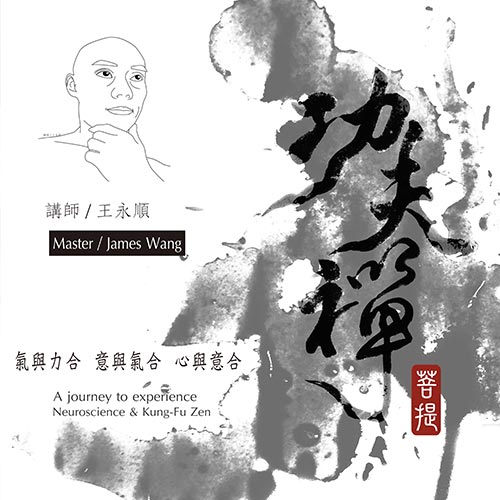 功夫禪
菩提
講師 / 王永順
Master / James Wang
氣與力合 意與氣合 心與意合
A journey to experience
Neuroscience & Kung-Fu Zen